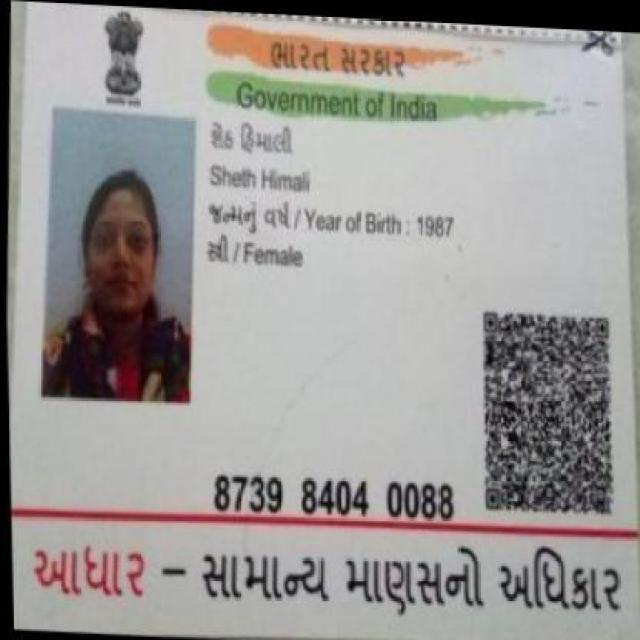 ભારત સરકાર
Government of India
શેઠ હિમાલી
Sheth Himali
જન્મનું વર્ષ / Year of Birth : 1987
સ્ત્રી / Female
8739 8404 0088
આધાર – સામાન્ય માણસનો અધિકાર